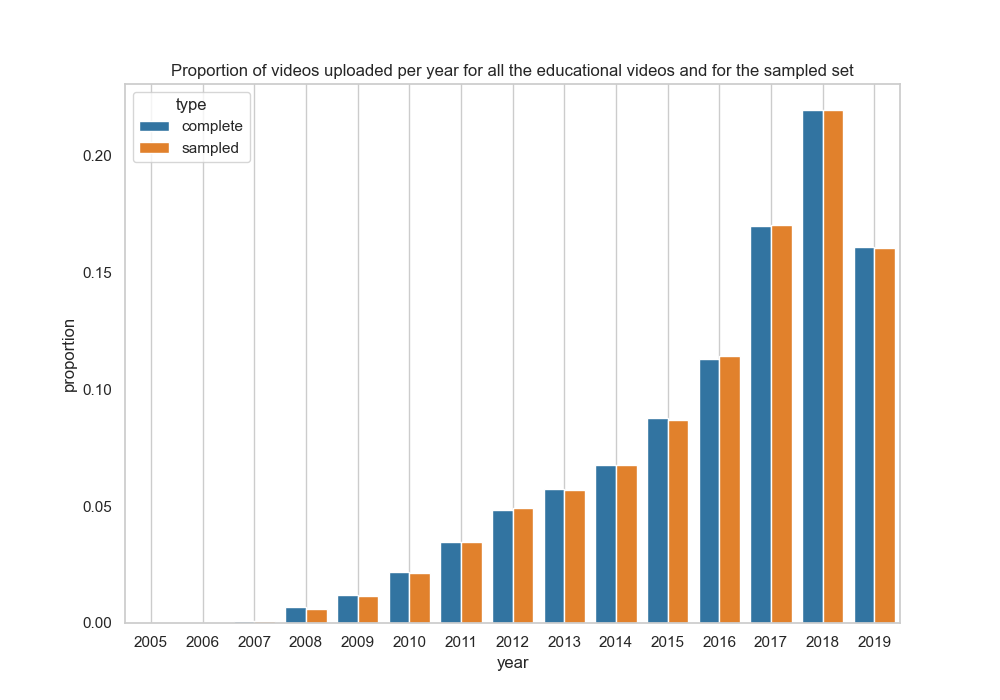 Proportion of videos uploaded per year for all the educational videos and for the sampled set
type
complete
sampled
proportion
0.20
0.15
0.10
0.05
0.00
2005 2006 2007 2008 2009 2010 2011 2012 2013 2014 2015 2016 2017 2018 2019
year